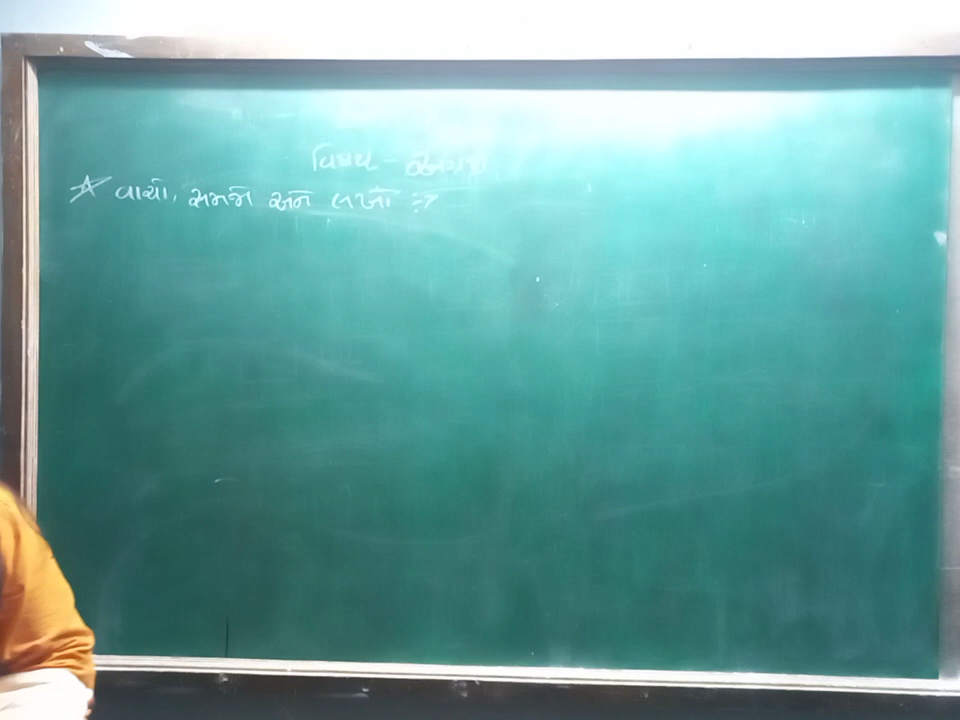 વિષય -
☆ વાચો, સમજો અને લખો :→